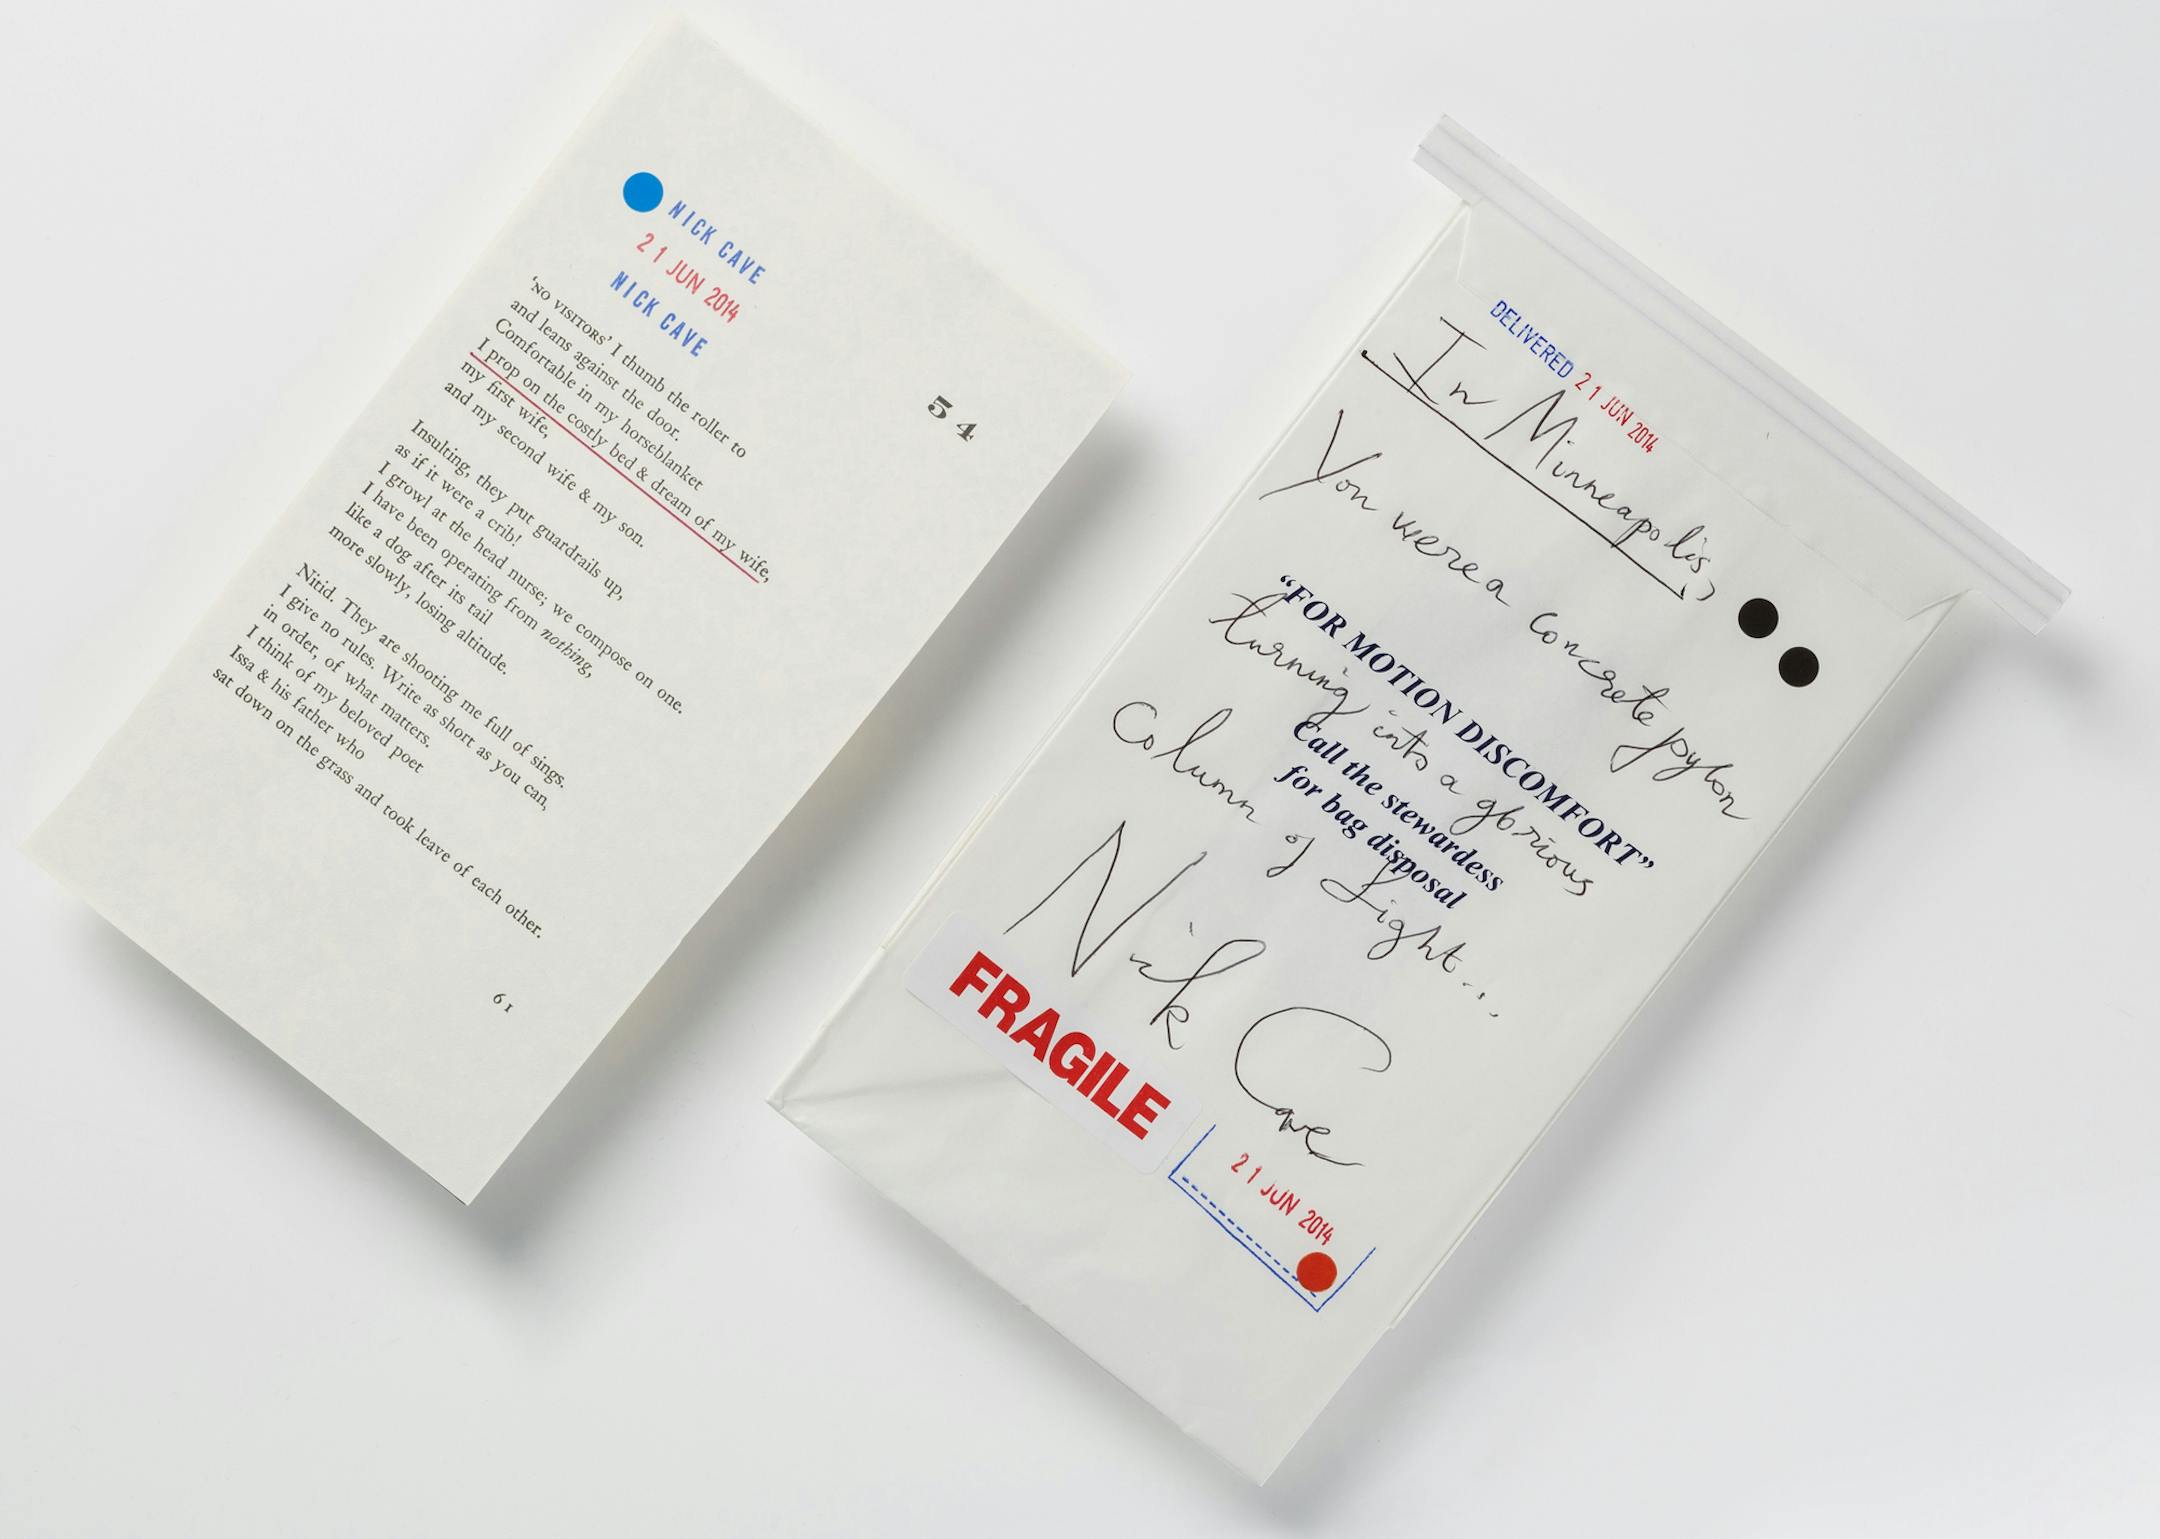 NICK CAVE
21 JUN 2014
NICK CAVE
54
‘NO VISITORS’ I thumb the roller to
and leans against the door.
Comfortable in my horseblanket
I prop on the costly bed & dream of my wife,
my first wife,
and my second wife & my son.
Insulting, they put guardrails up,
as if it were a crib!
I growl at the head nurse; we compose on one.
I have been operating from nothing,
like a dog after its tail
more slowly, losing altitude.
Nitid. They are shooting me full of sings.
I give no rules. Write as short as you can,
in order, of what matters.
I think of my beloved poet
Issa & his father who
sat down on the grass and took leave of each other.
61
DELIVERED 21 JUN 2014
In Minneapolis,
You were a concrete pylon
“FOR MOTION DISCOMFORT”
turning into a glorious
Call the stewardess
for bag disposal
Column of Light...
Nick Cave
FRAGILE
21 JUN 2014